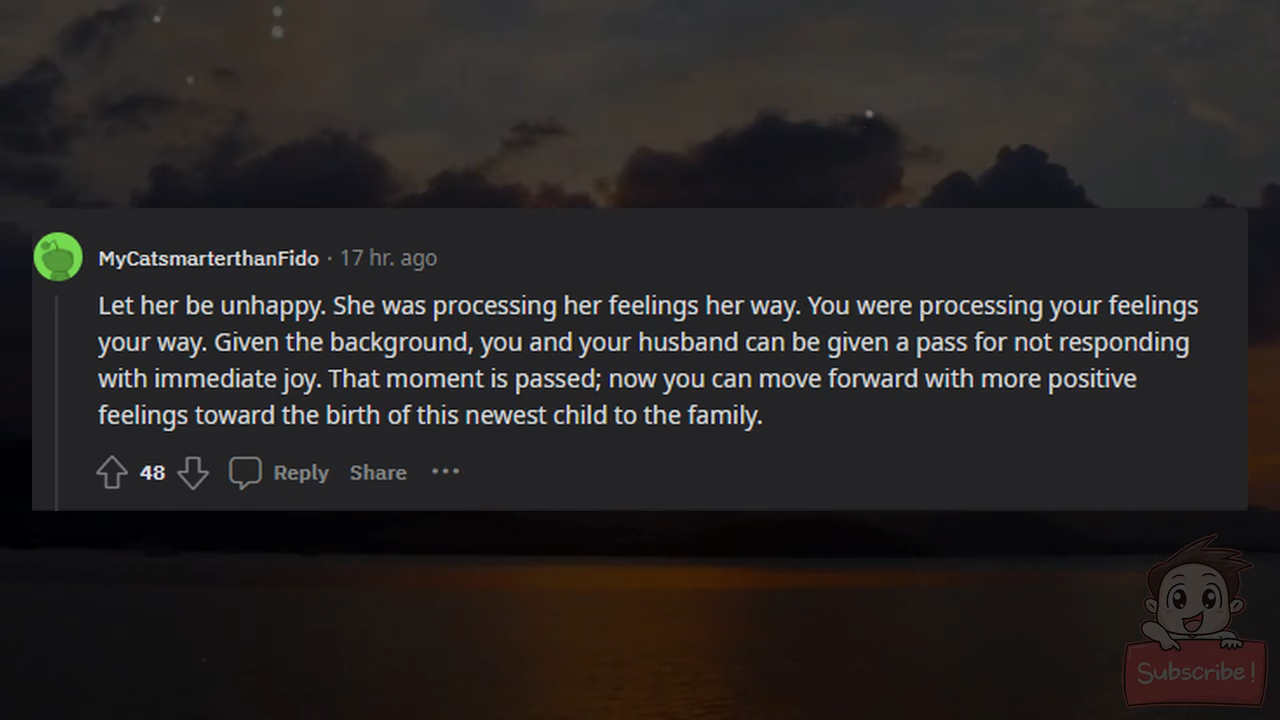 MyCatsmarterthanFido · 17 hr. ago
Let her be unhappy. She was processing her feelings her way. You were processing your feelings
your way. Given the background, you and your husband can be given a pass for not responding
with immediate joy. That moment is passed; now you can move forward with more positive
feelings toward the birth of this newest child to the family.
48 Reply Share ···
Subscribe!